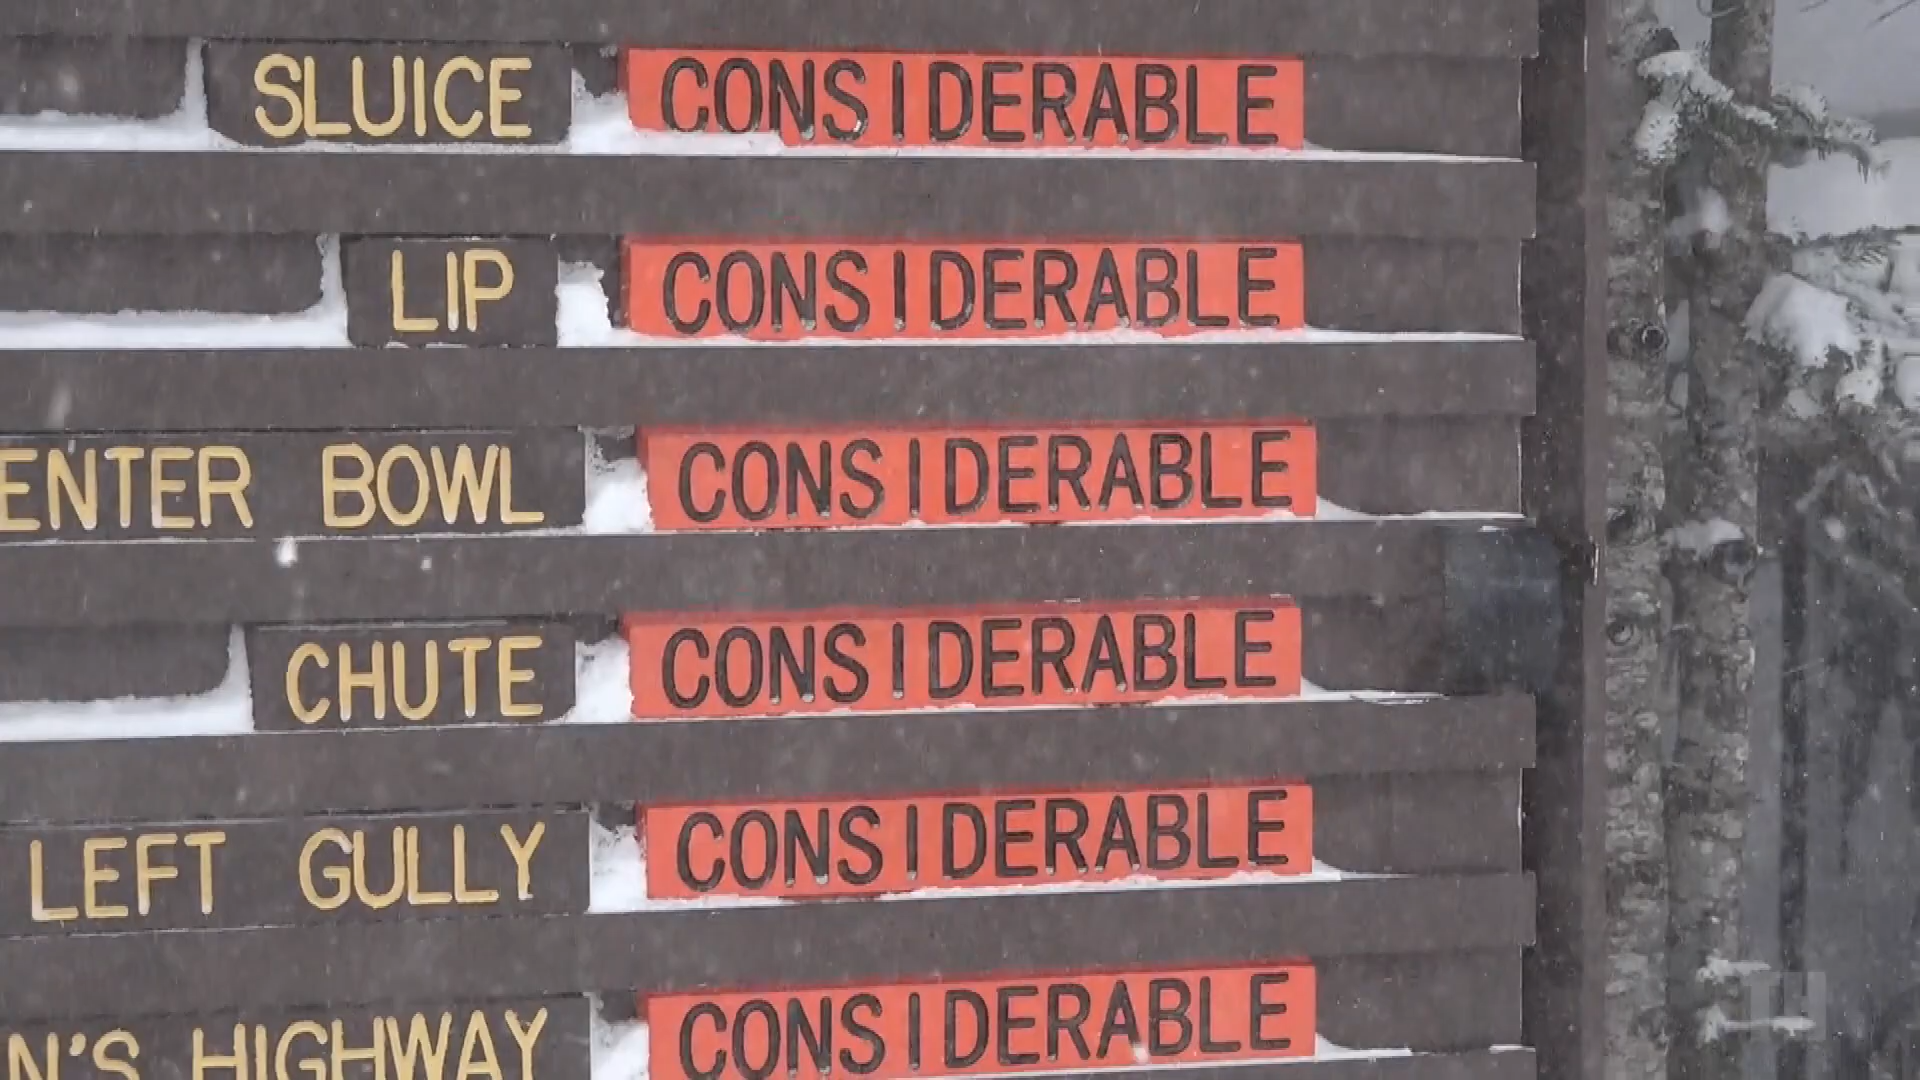 SLUICE CONSIDERABLE
LIP CONSIDERABLE
ENTER BOWL CONSIDERABLE
CHUTE CONSIDERABLE
LEFT GULLY CONSIDERABLE
N'S HIGHWAY CONSIDERABLE